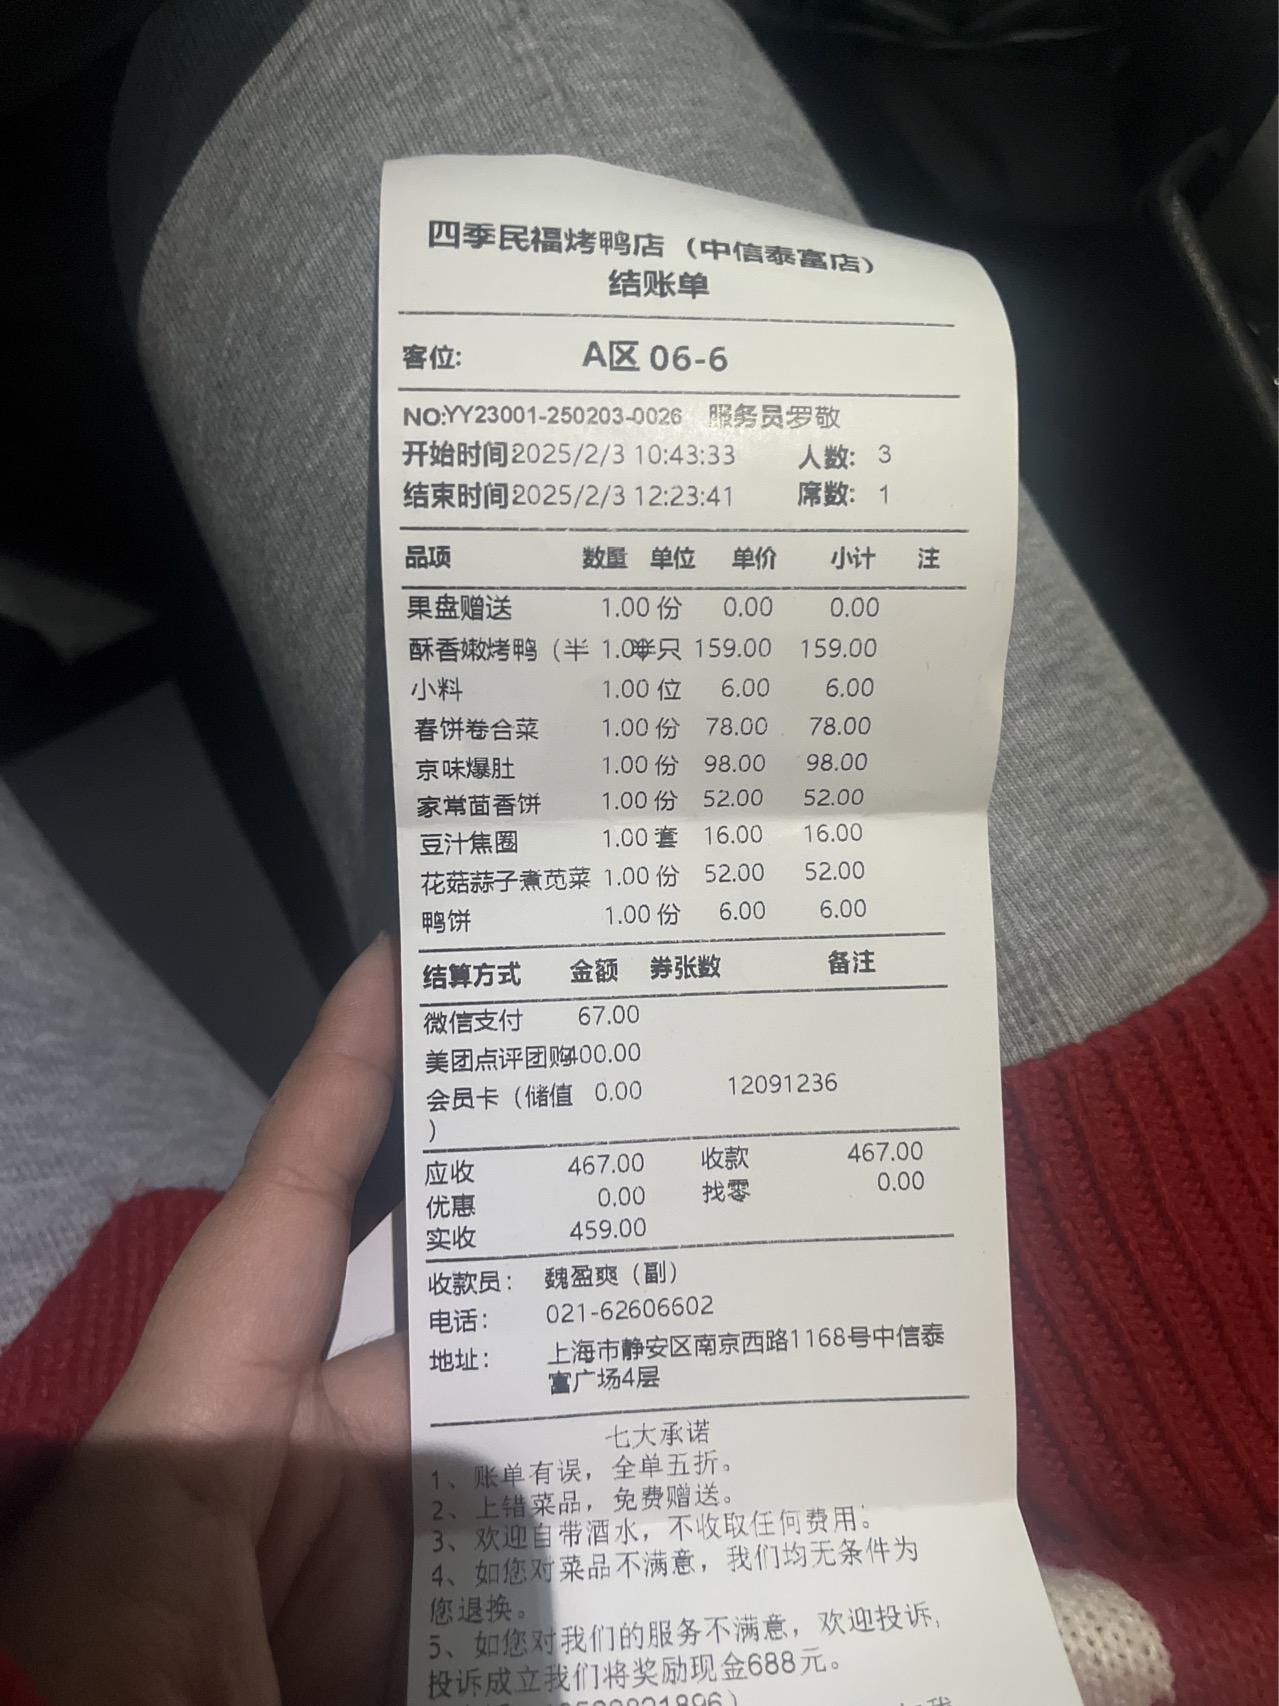 四季民福烤鸭店（中信泰富店）
结账单
客位: A区 06-6
NO:YY23001-250203-0026 服务员:罗敬
开始时间2025/2/3 10:43:33 人数: 3
结束时间2025/2/3 12:23:41 席数: 1
品项 数量 单位 单价 小计 注
果盘赠送 1.00 份 0.00 0.00
酥香嫩烤鸭（半 1.00半只 159.00 159.00
小料 1.00 位 6.00 6.00
春饼卷合菜 1.00 份 78.00 78.00
京味爆肚 1.00 份 98.00 98.00
家常茴香饼 1.00 份 52.00 52.00
豆汁焦圈 1.00 套 16.00 16.00
花菇蒜子煮苋菜 1.00 份 52.00 52.00
鸭饼 1.00 份 6.00 6.00
结算方式 金额 券张数 备注
微信支付 67.00
美团点评团购400.00
会员卡（储值 0.00 12091236
）
应收 467.00 收款 467.00
优惠 0.00 找零 0.00
实收 459.00
收款员: 魏盈爽（副）
电话: 021-62606602
地址: 上海市静安区南京西路1168号中信泰
富广场4层
七大承诺
1、账单有误，全单五折。
2、上错菜品，免费赠送。
3、欢迎自带酒水，不收取任何费用。
4、如您对菜品不满意，我们均无条件为
您退换。
5、如您对我们的服务不满意，欢迎投诉,
投诉成立我们将奖励现金688元。